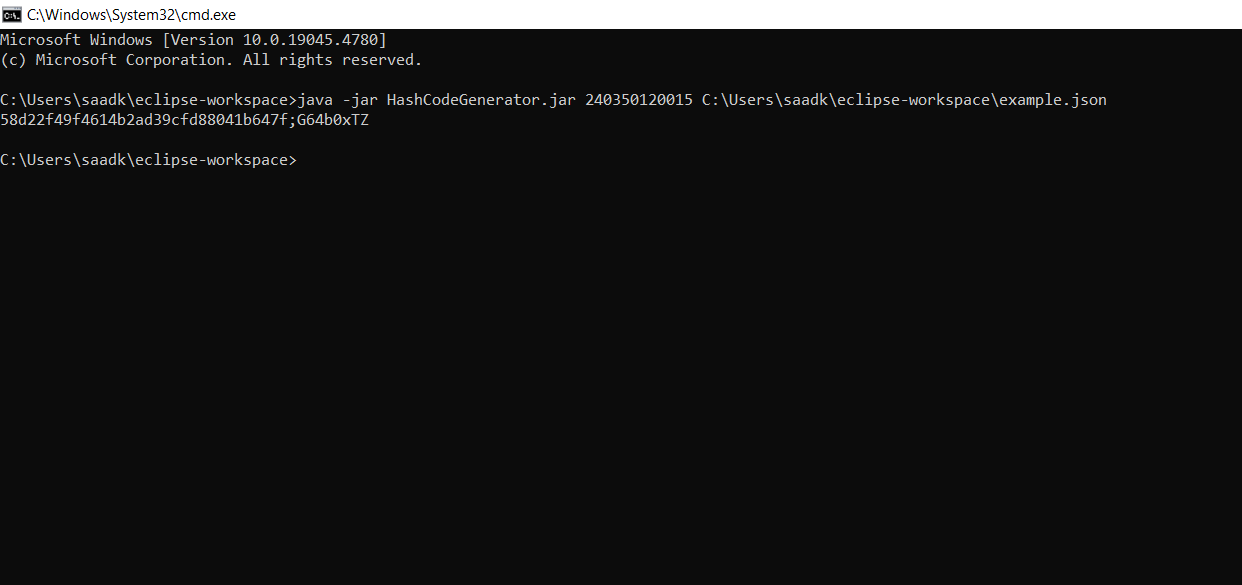 C:\Windows\System32\cmd.exe
Microsoft Windows [Version 10.0.19045.4780]
(c) Microsoft Corporation. All rights reserved.
C:\Users\saadk\eclipse-workspace>java -jar HashCodeGenerator.jar 240350120015 C:\Users\saadk\eclipse-workspace\example.json
58d22f49f4614b2ad39cfd88041b647f;G64b0xTZ
C:\Users\saadk\eclipse-workspace>